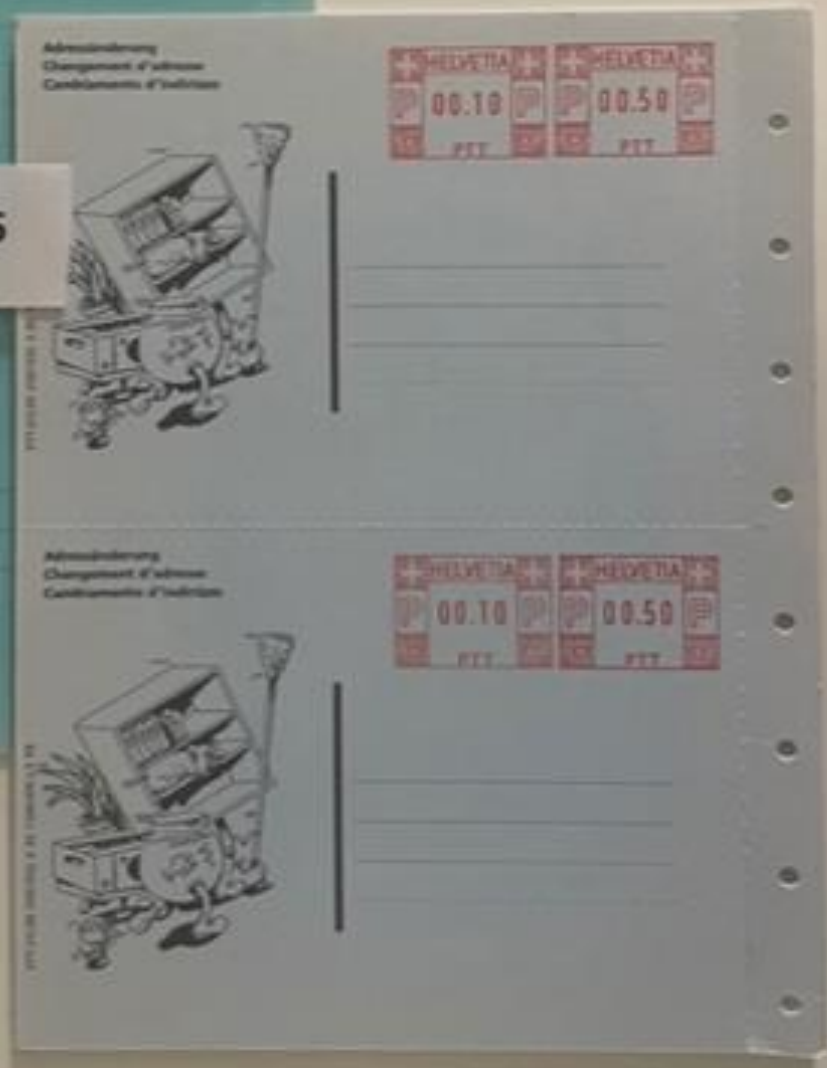 Adressänderung
Changement d'adresse
Cambiamento d'indirizzo
HELVETIA HELVETIA
P 00.10 P P 00.50 P
PTT PTT
5
Adressänderung
Changement d'adresse
Cambiamento d'indirizzo
HELVETIA HELVETIA
P 00.10 P P 00.50 P
PTT PTT